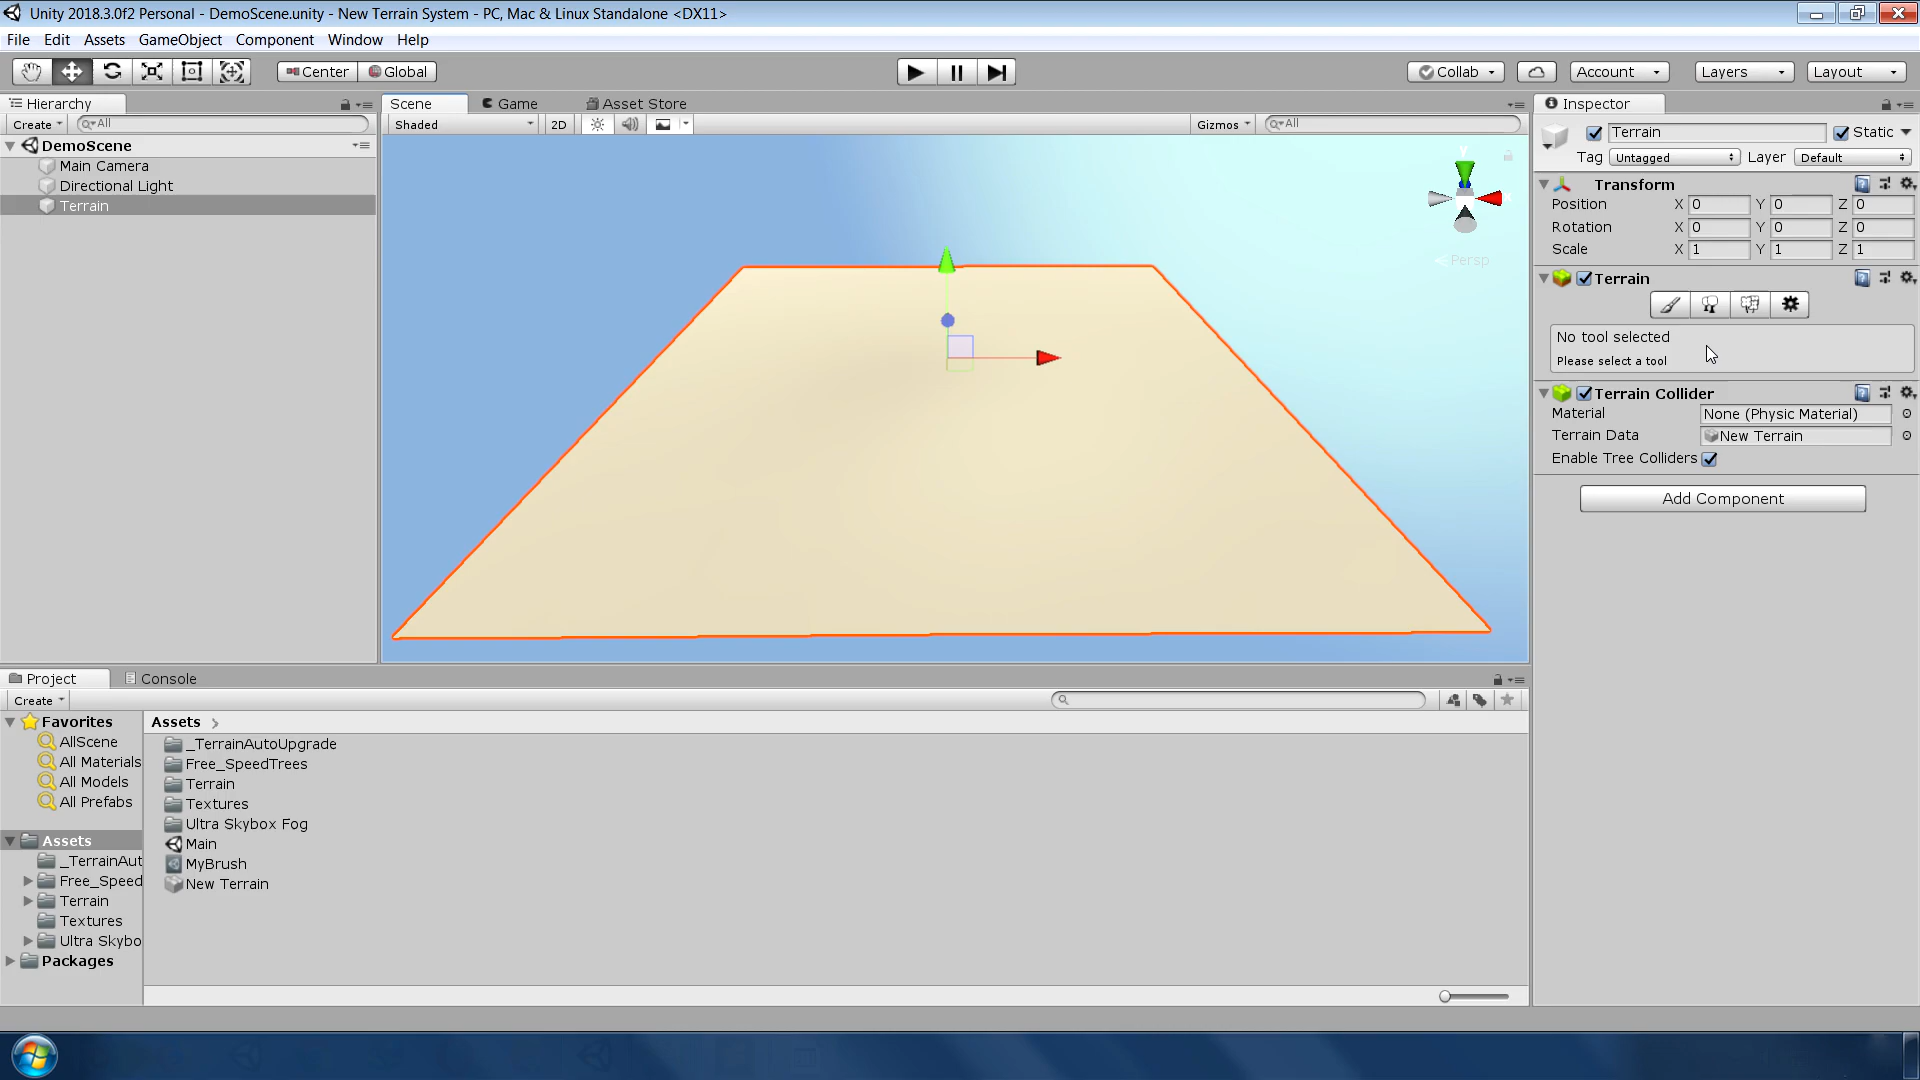 Unity 2018.3.0f2 Personal - DemoScene.unity - New Terrain System - PC, Mac & Linux Standalone <DX11>
File Edit Assets GameObject Component Window Help
Center Global Collab Account Layers Layout
Hierarchy Scene Game Asset Store Inspector
Create All Shaded 2D Gizmos All
Terrain Static
DemoScene
Main Camera
Directional Light
Terrain
Y
Persp
Tag Untagged Layer Default
Transform
Position X 0 Y 0 Z 0
Rotation X 0 Y 0 Z 0
Scale X 1 Y 1 Z 1
Terrain
No tool selected
Please select a tool
Terrain Collider
Material None (Physic Material)
Terrain Data New Terrain
Enable Tree Colliders
Add Component
Project Console
Create
Favorites
AllScene
All Materials
All Models
All Prefabs
Assets
_TerrainAut
Free_Speed
Terrain
Textures
Ultra Skybo
Packages
Assets
_TerrainAutoUpgrade
Free_SpeedTrees
Terrain
Textures
Ultra Skybox Fog
Main
MyBrush
New Terrain